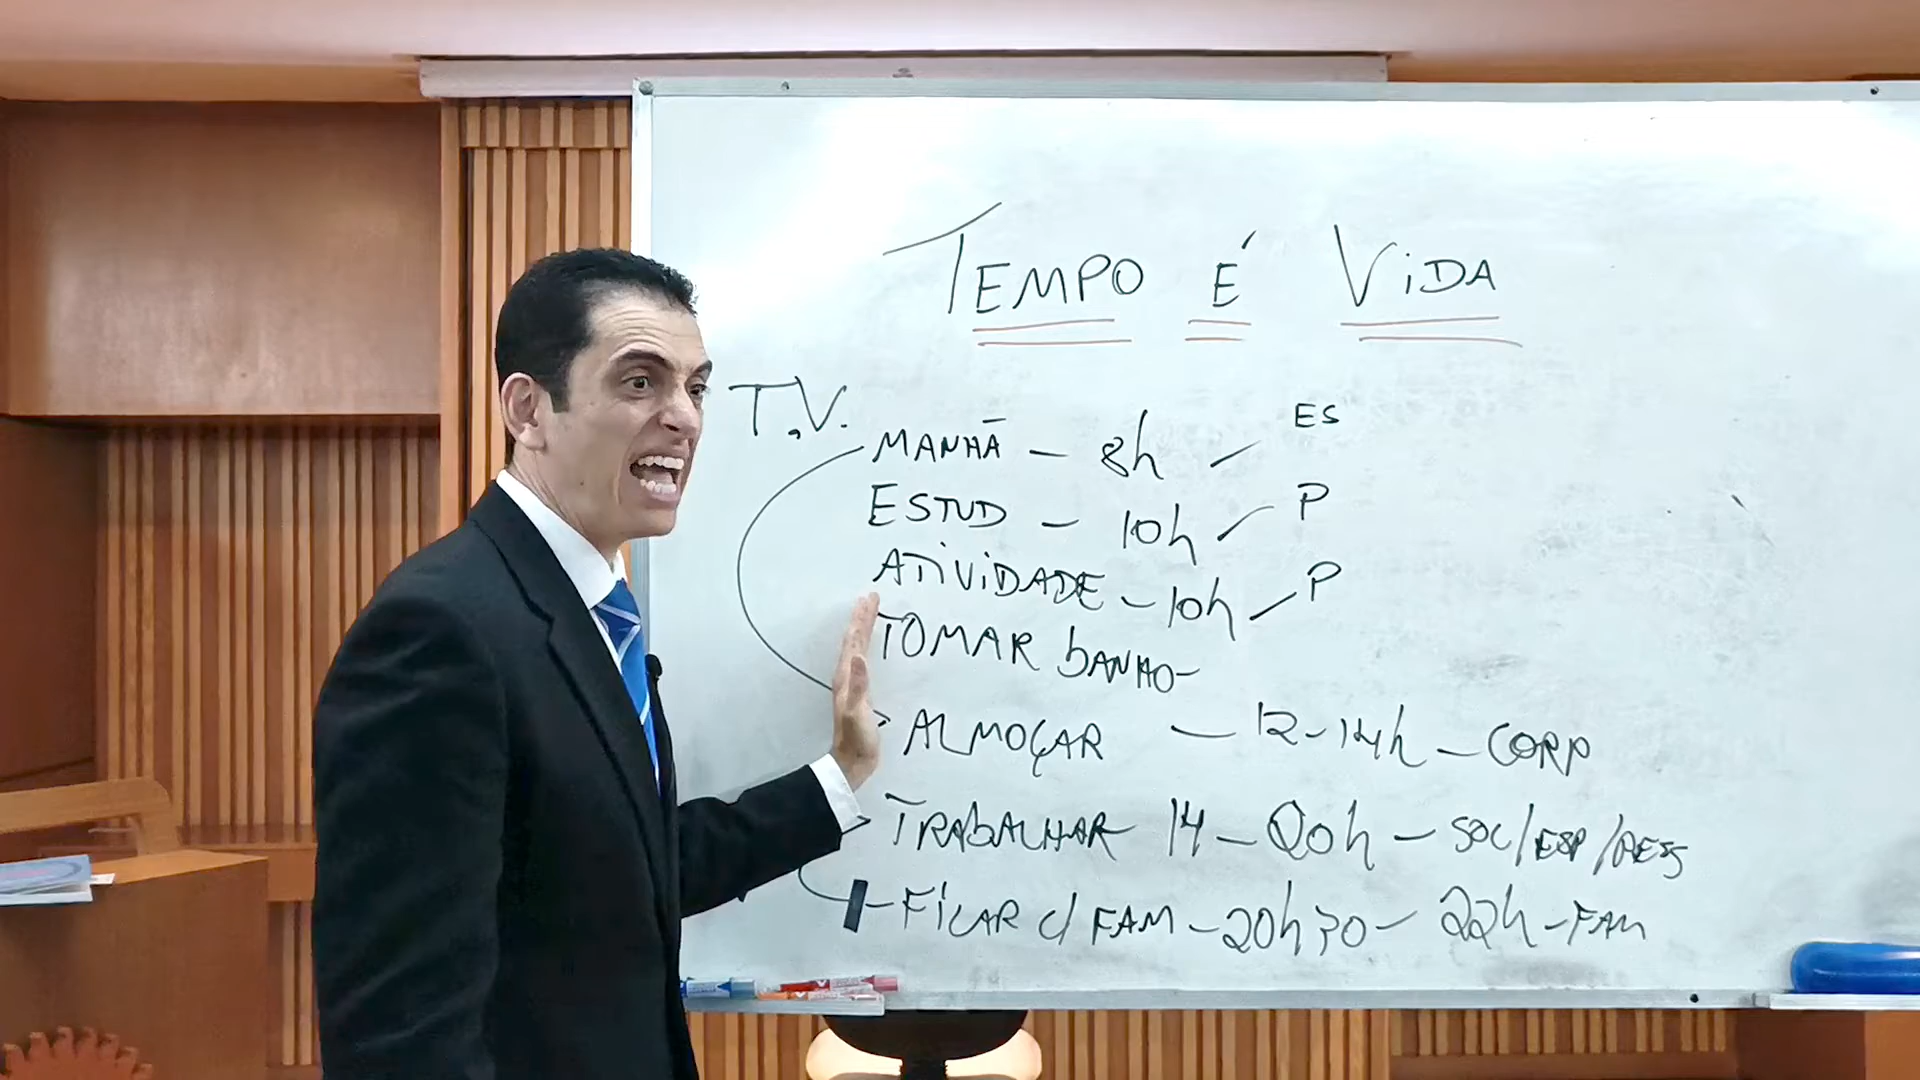 TEMPO É ViDA
T.V.
MANHÃ — 8h — ES
ESTUD — 10h — P
ATiViDADE — 10h — P
TOMAR bANHO —
ALMOÇAR — 12-14h — CORP
TRAbALHAR 14 — 20h — SOC/ESP/PESS
FiCAR c/ FAM — 20h30 — 22h — FAM